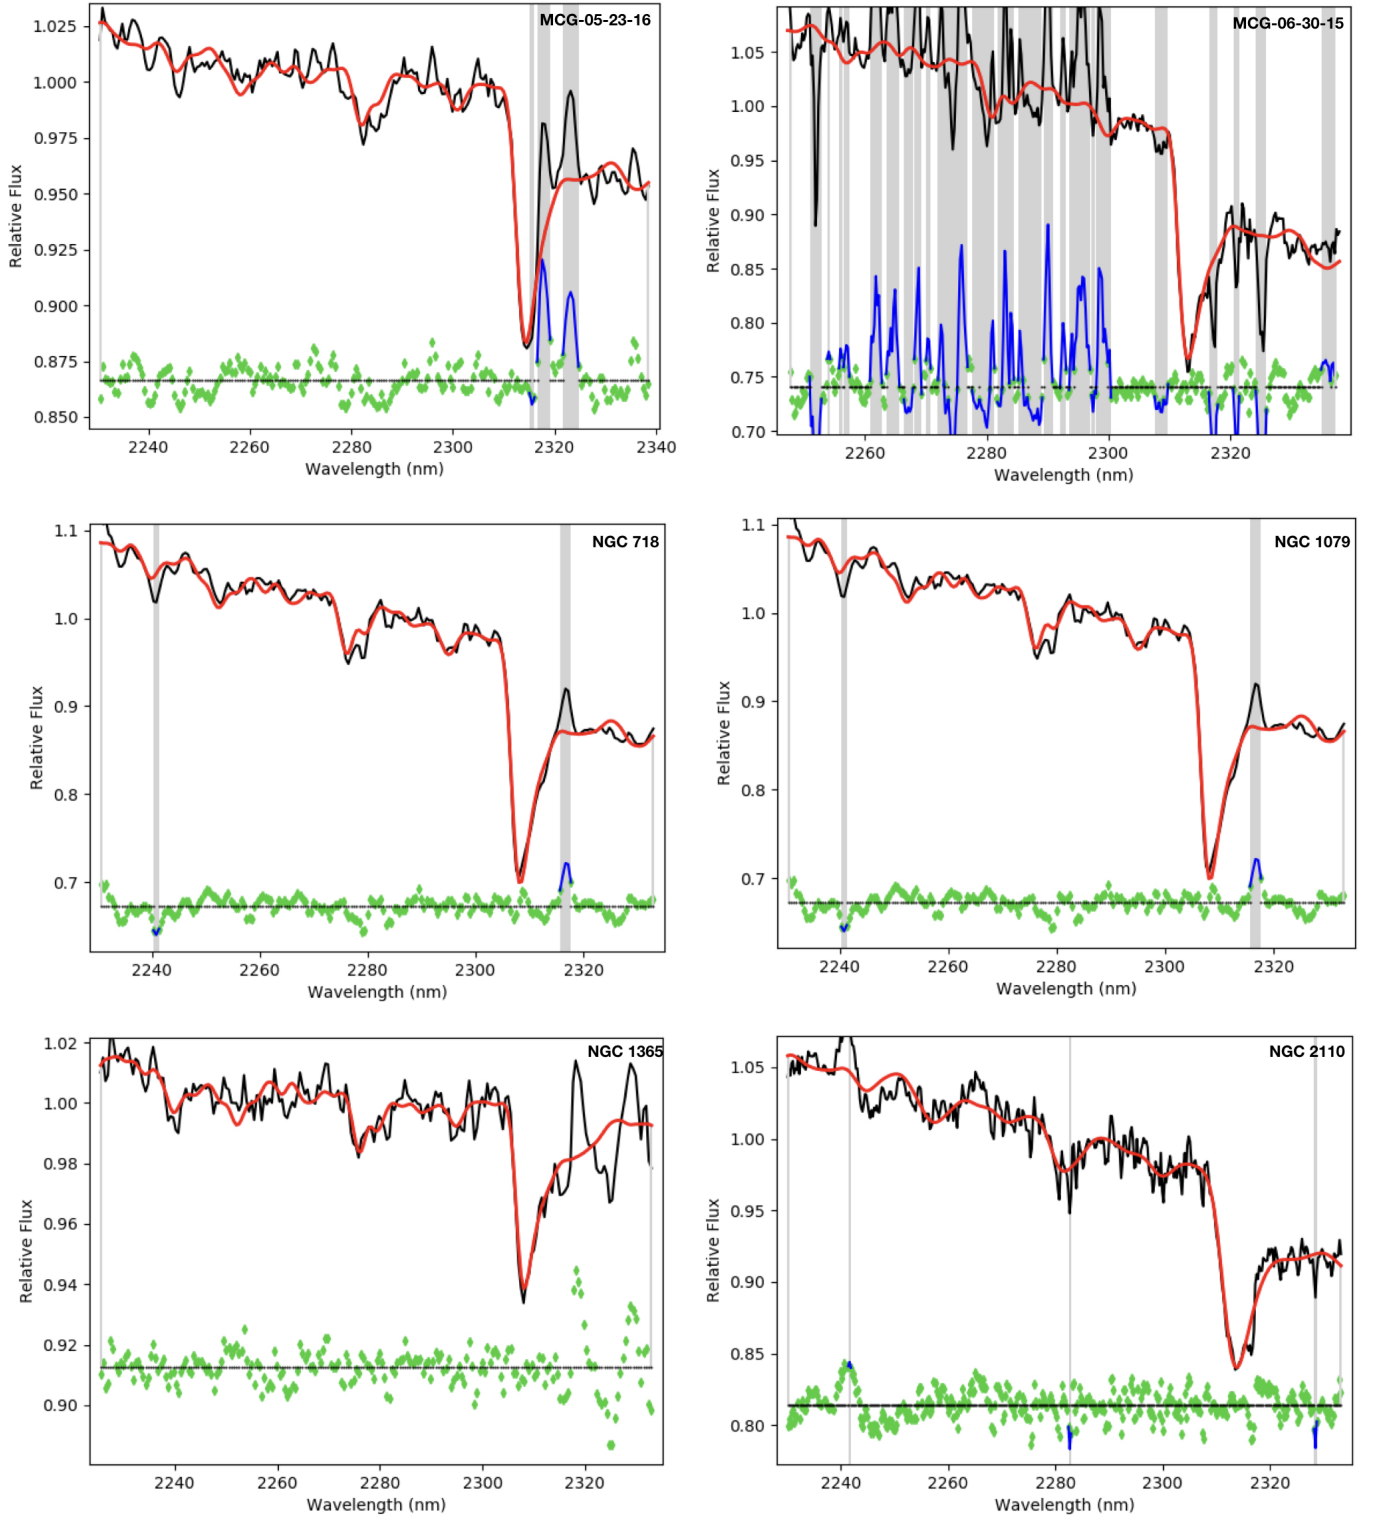 MCG-05-23-16
1.025
1.000
0.975
0.950
0.925
0.900
0.875
0.850
Relative Flux
2240 2260 2280 2300 2320 2340
Wavelength (nm)
MCG-06-30-15
1.05
1.00
0.95
0.90
0.85
0.80
0.75
0.70
Relative Flux
2260 2280 2300 2320
Wavelength (nm)
NGC 718
1.1
1.0
0.9
0.8
0.7
Relative Flux
2240 2260 2280 2300 2320
Wavelength (nm)
NGC 1079
1.1
1.0
0.9
0.8
0.7
Relative Flux
2240 2260 2280 2300 2320
Wavelength (nm)
NGC 1365
1.02
1.00
0.98
0.96
0.94
0.92
0.90
Relative Flux
2240 2260 2280 2300 2320
Wavelength (nm)
NGC 2110
1.05
1.00
0.95
0.90
0.85
0.80
Relative Flux
2240 2260 2280 2300 2320
Wavelength (nm)